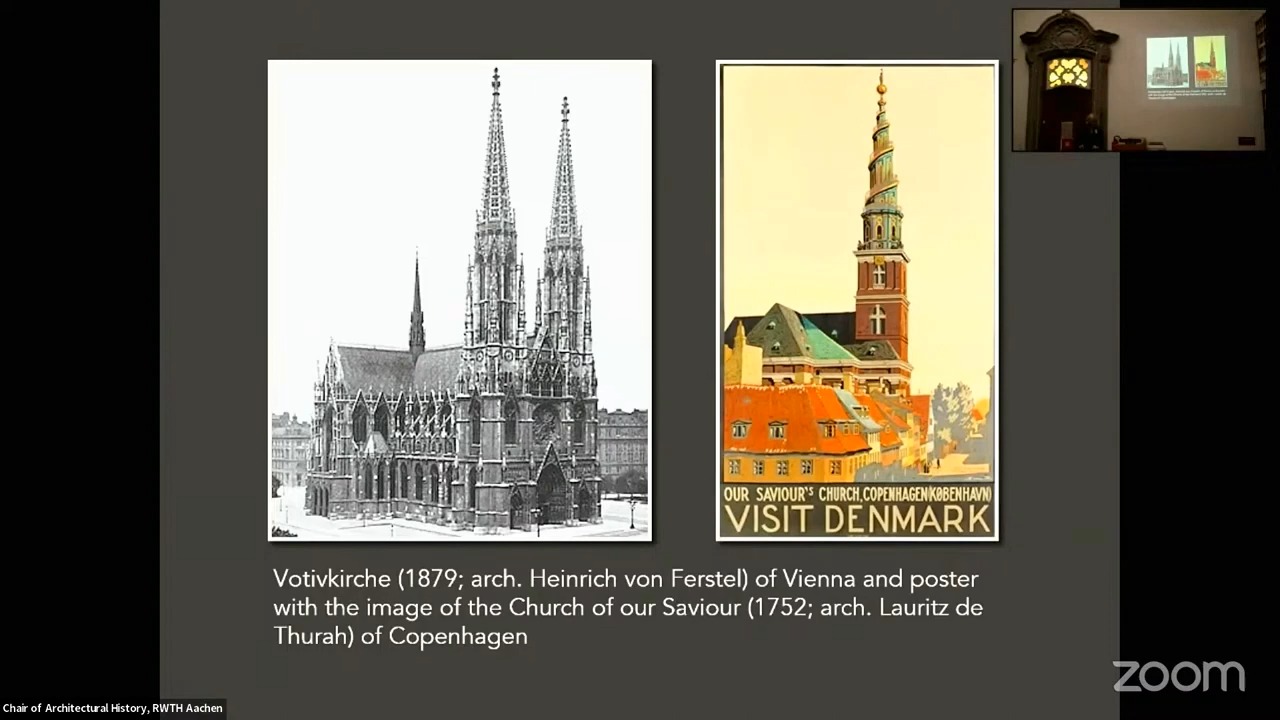 OUR SAVIOUR'S CHURCH, COPENHAGEN (KØBENHAVN)
VISIT DENMARK
Votivkirche (1879; arch. Heinrich von Ferstel) of Vienna and poster
with the image of the Church of our Saviour (1752; arch. Lauritz de
Thurah) of Copenhagen
zoom
Chair of Architectural History, RWTH Aachen